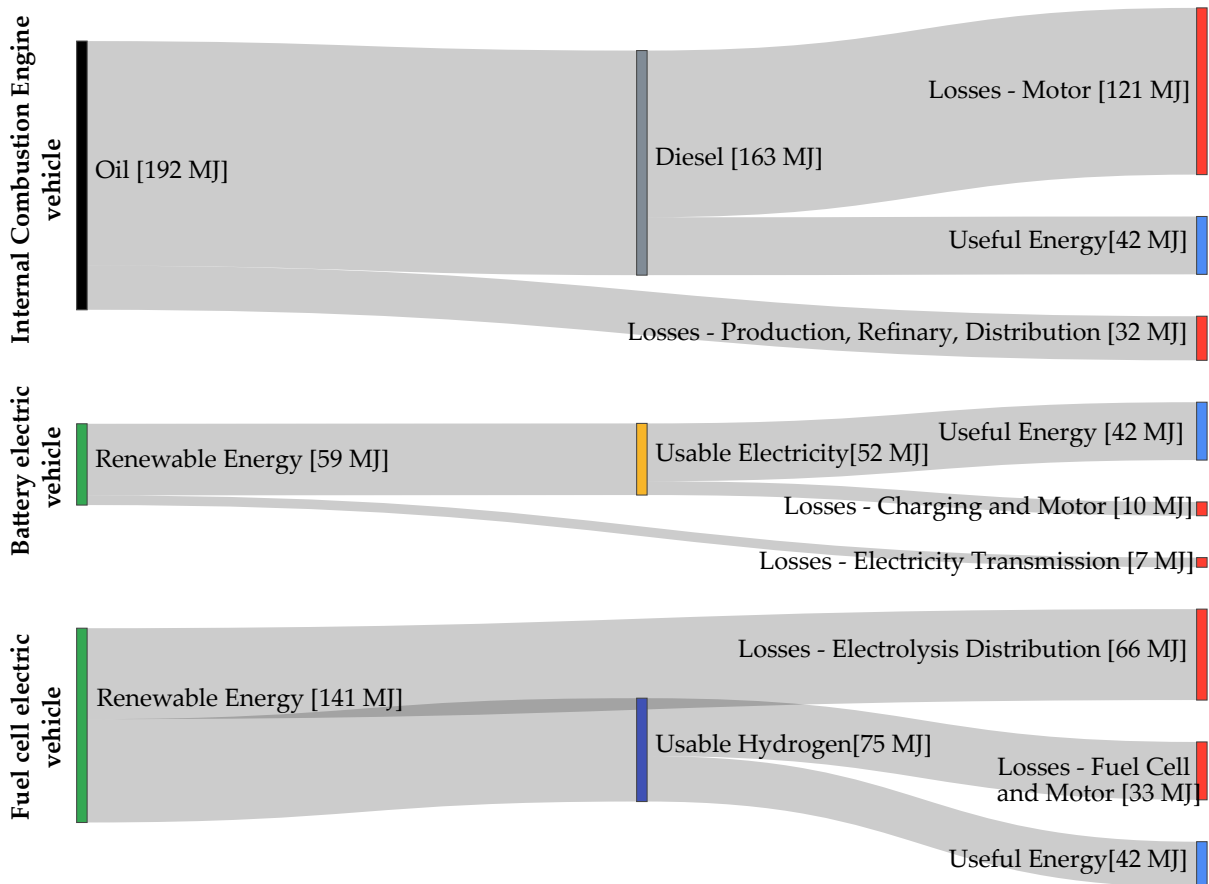 Internal Combustion Engine
vehicle
Oil [192 MJ]
Diesel [163 MJ]
Losses - Motor [121 MJ]
Useful Energy[42 MJ]
Losses - Production, Refinary, Distribution [32 MJ]
Battery electric
vehicle
Renewable Energy [59 MJ]
Usable Electricity[52 MJ]
Useful Energy [42 MJ]
Losses - Charging and Motor [10 MJ]
Losses - Electricity Transmission [7 MJ]
Fuel cell electric
vehicle
Renewable Energy [141 MJ]
Usable Hydrogen[75 MJ]
Losses - Electrolysis Distribution [66 MJ]
Losses - Fuel Cell
and Motor [33 MJ]
Useful Energy[42 MJ]